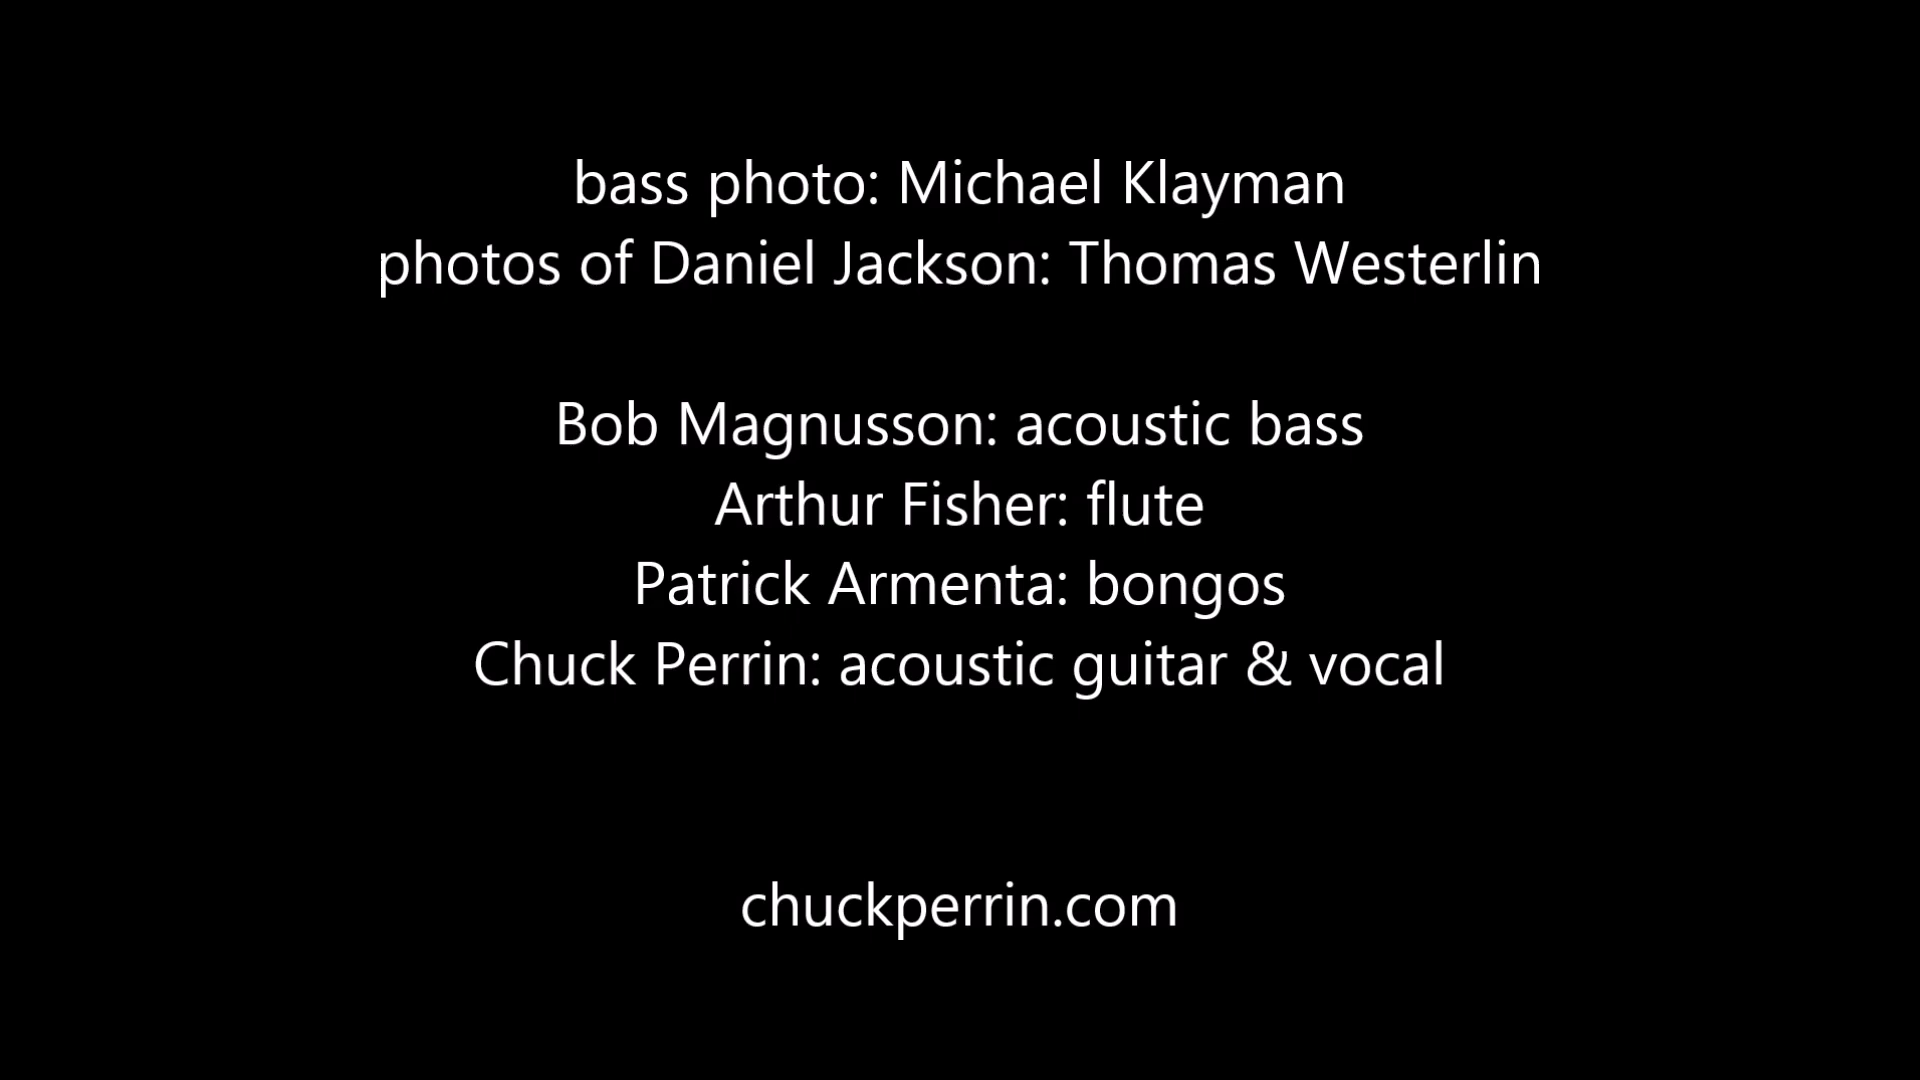 bass photo: Michael Klayman
photos of Daniel Jackson: Thomas Westerlin
Bob Magnusson: acoustic bass
Arthur Fisher: flute
Patrick Armenta: bongos
Chuck Perrin: acoustic guitar & vocal
chuckperrin.com